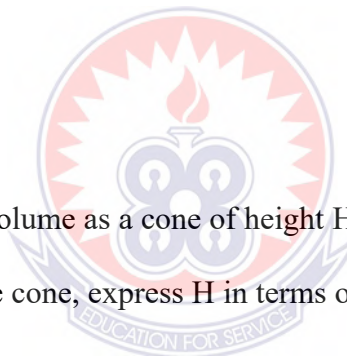 olume as a cone of height H
e cone, express H in terms o
EDUCATION FOR SERVICE